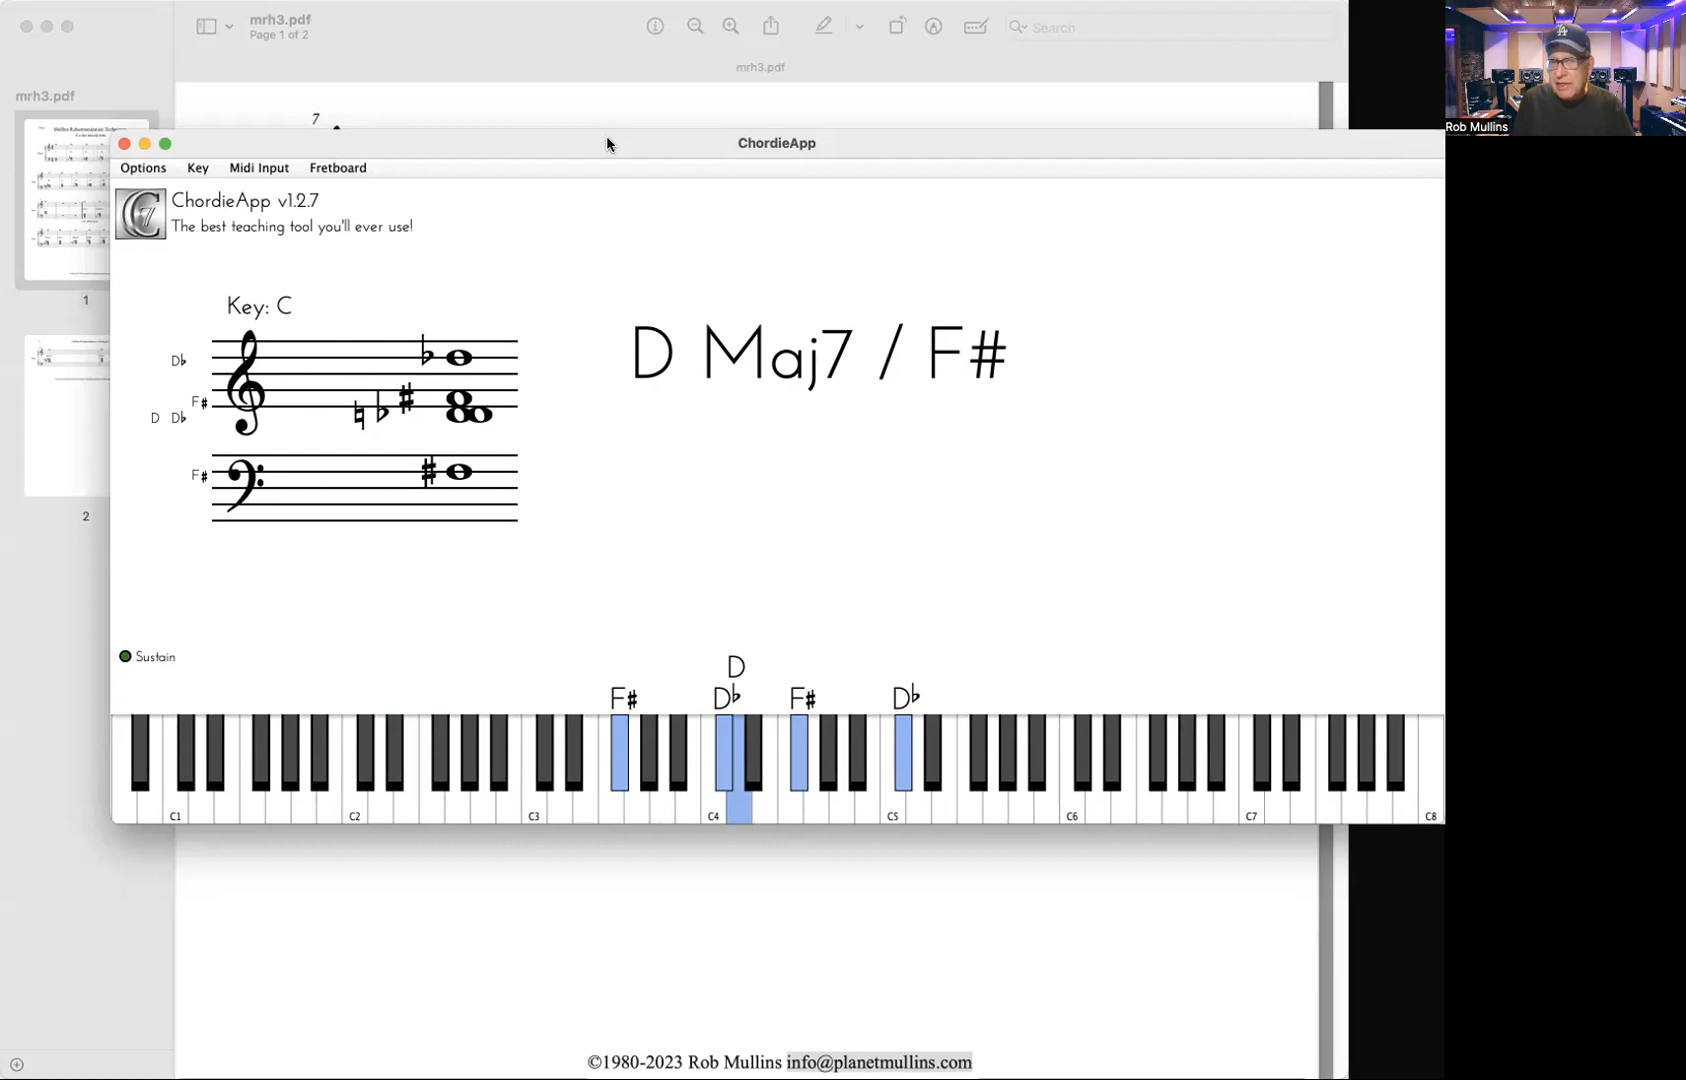 mrh3.pdf
Page 1 of 2
Search
mrh3.pdf
mrh3.pdf
7
Rob Mullins
ChordieApp
Options Key Midi Input Fretboard
ChordieApp v1.2.7
The best teaching tool you'll ever use!
1
Key: C
D Maj7 / F#
D♭
F♯
D D♭
F♯
2
Sustain
D
F♯ D♭ F♯ D♭
C1 C2 C3 C4 C5 C6 C7 C8
©1980-2023 Rob Mullins info@planetmullins.com